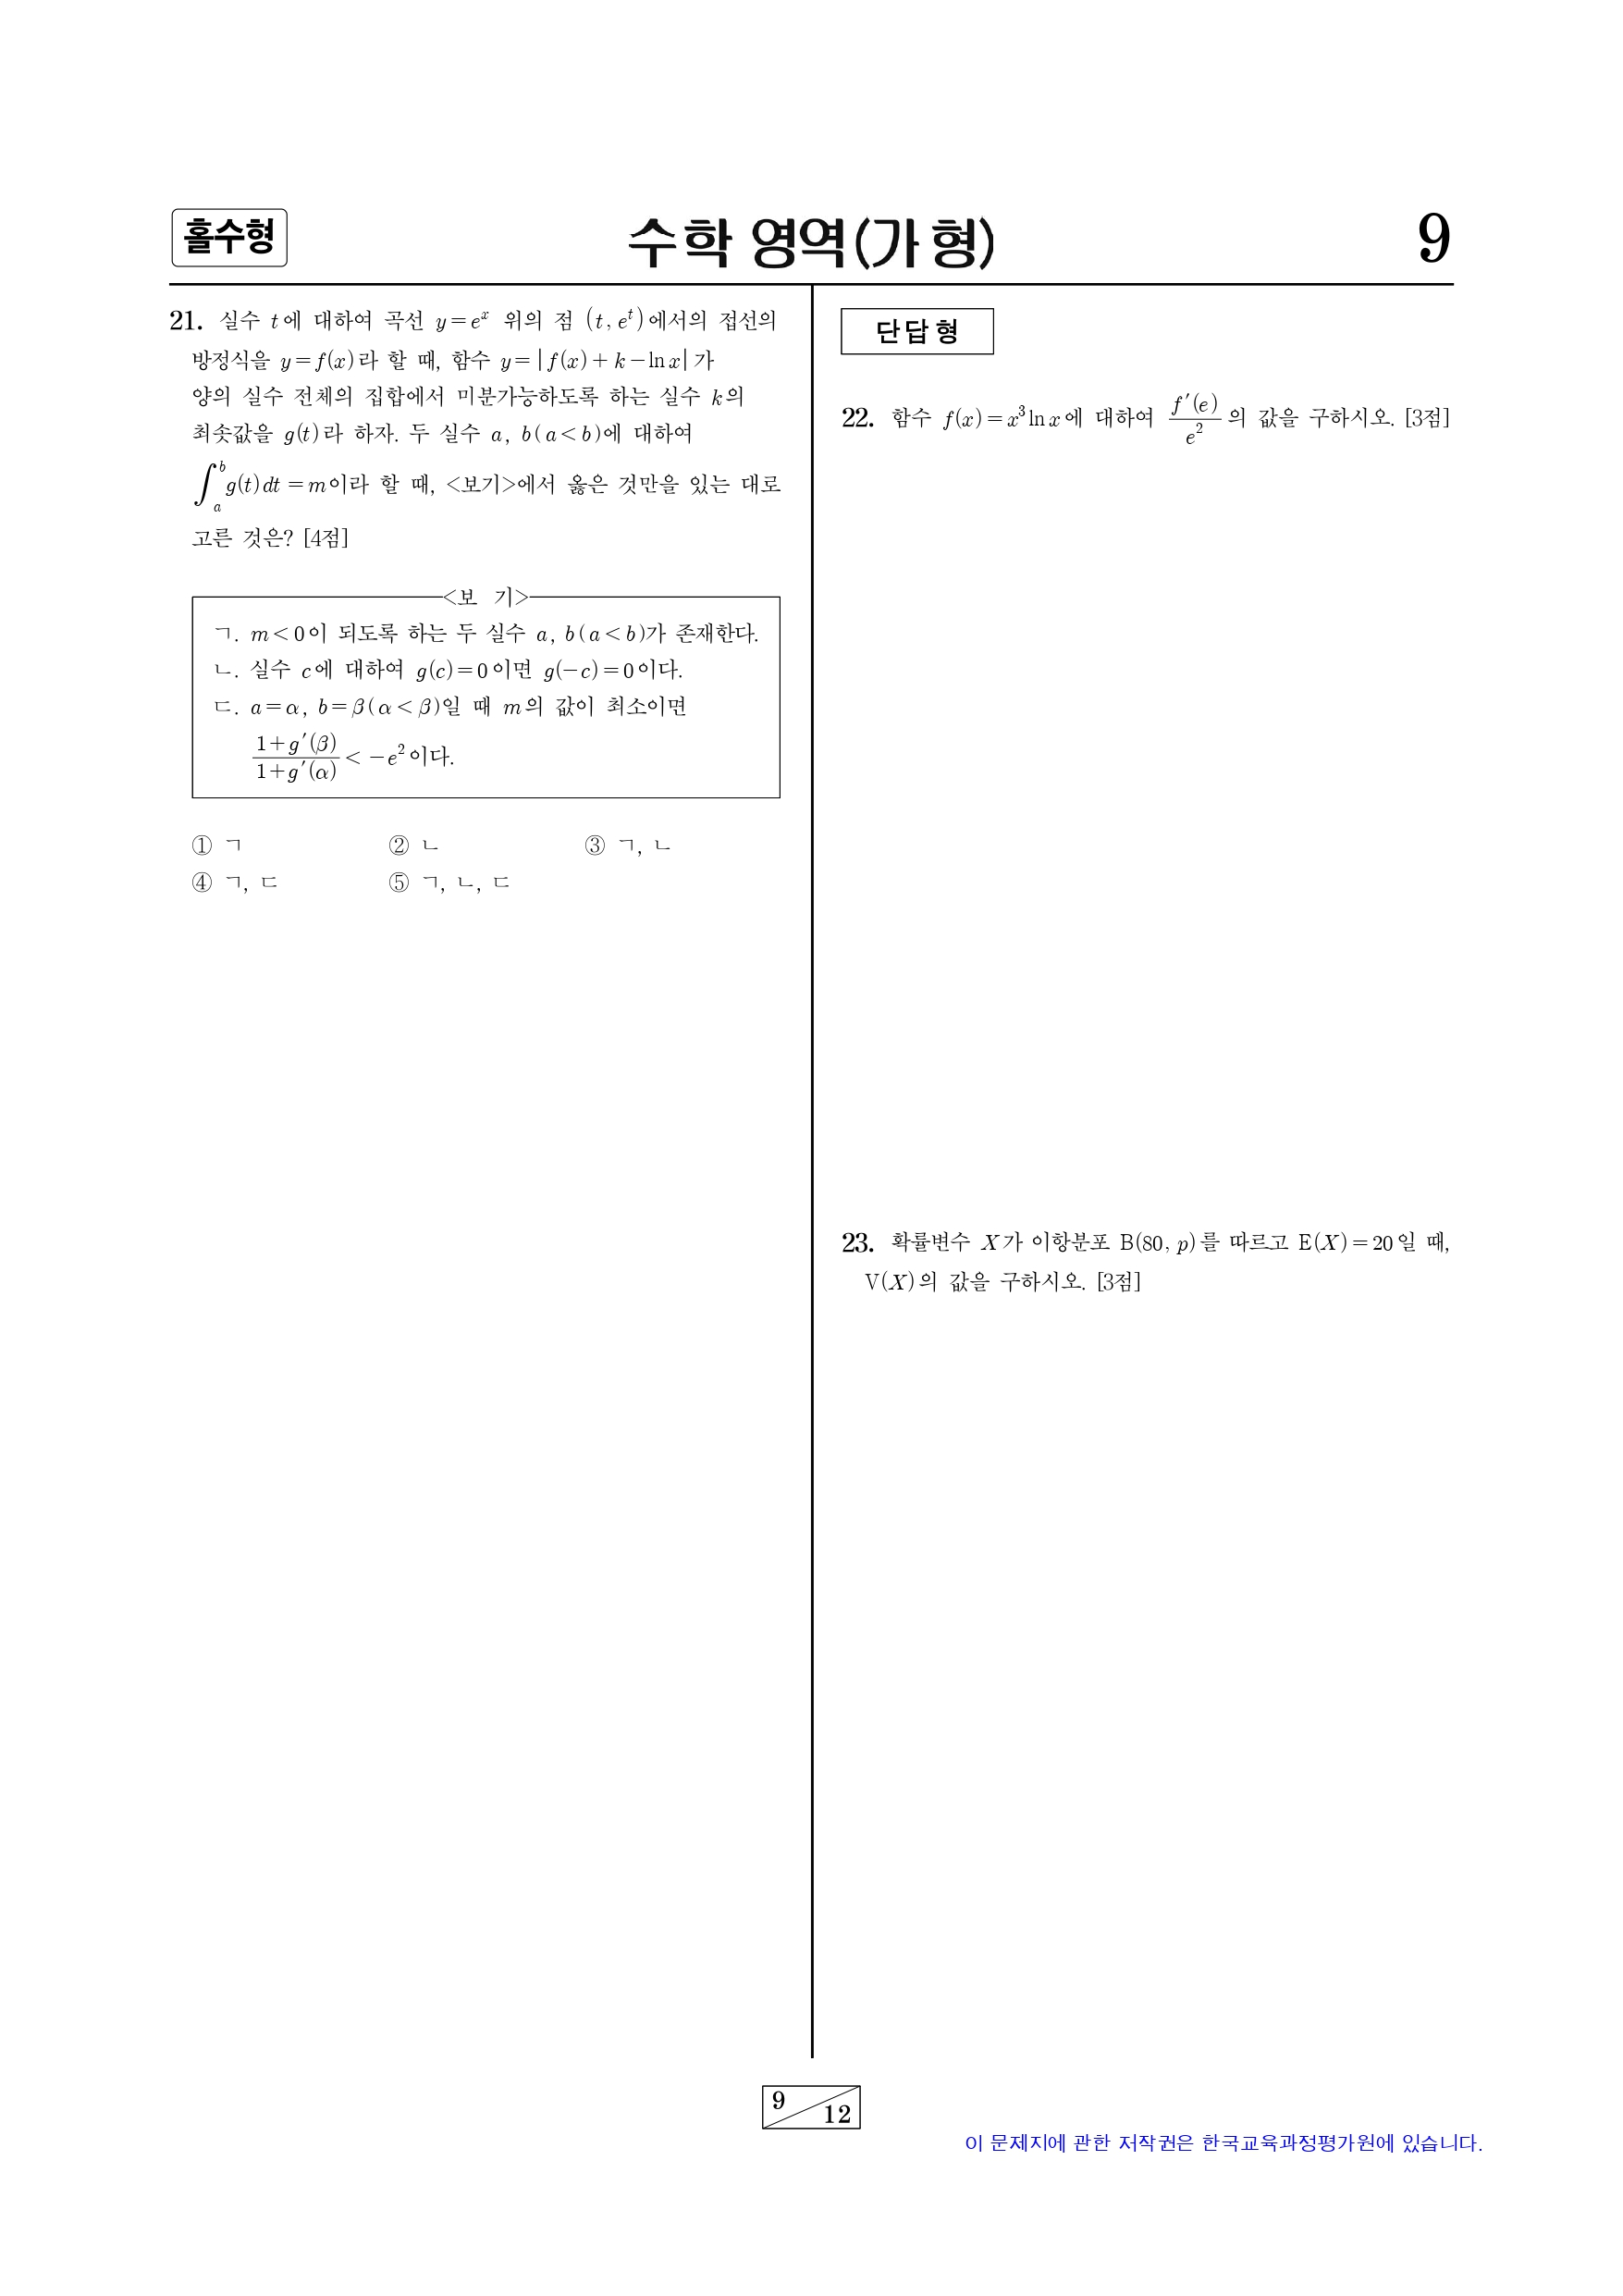 홀수형
수학 영역(가 형)
9
21. 실수 t에 대하여 곡선 y=e^x 위의 점 (t, e^t)에서의 접선의
방정식을 y=f(x)라 할 때, 함수 y=|f(x)+k-ln x|가
양의 실수 전체의 집합에서 미분가능하도록 하는 실수 k의
최솟값을 g(t)라 하자. 두 실수 a, b(a<b)에 대하여
∫_a^b g(t)dt=m이라 할 때, <보기>에서 옳은 것만을 있는 대로
고른 것은? [4점]
<보 기>
ㄱ. m<0이 되도록 하는 두 실수 a, b(a<b)가 존재한다.
ㄴ. 실수 c에 대하여 g(c)=0이면 g(-c)=0이다.
ㄷ. a=α, b=β(α<β)일 때 m의 값이 최소이면
(1+g′(β))/(1+g′(α)) < -e^2이다.
① ㄱ ② ㄴ ③ ㄱ, ㄴ
④ ㄱ, ㄷ ⑤ ㄱ, ㄴ, ㄷ
단답형
22. 함수 f(x)=x^3 ln x에 대하여 f′(e)/e^2의 값을 구하시오. [3점]
23. 확률변수 X가 이항분포 B(80, p)를 따르고 E(X)=20일 때,
V(X)의 값을 구하시오. [3점]
9
12
이 문제지에 관한 저작권은 한국교육과정평가원에 있습니다.